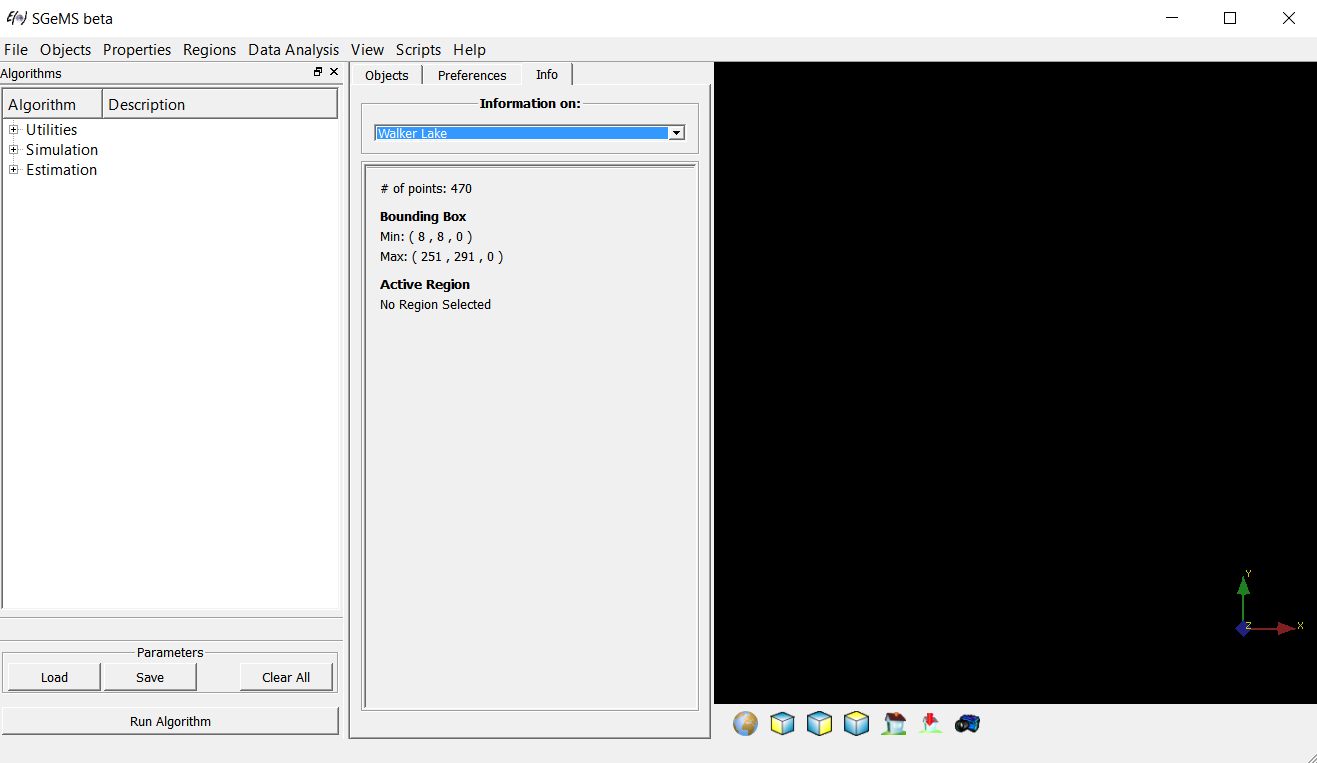 SGeMS beta
File Objects Properties Regions Data Analysis View Scripts Help
Algorithms
Algorithm Description
Utilities
Simulation
Estimation
Parameters
Load Save Clear All
Run Algorithm
Objects Preferences Info
Information on:
Walker Lake
# of points: 470
Bounding Box
Min: ( 8 , 8 , 0 )
Max: ( 251 , 291 , 0 )
Active Region
No Region Selected
Y
Z X